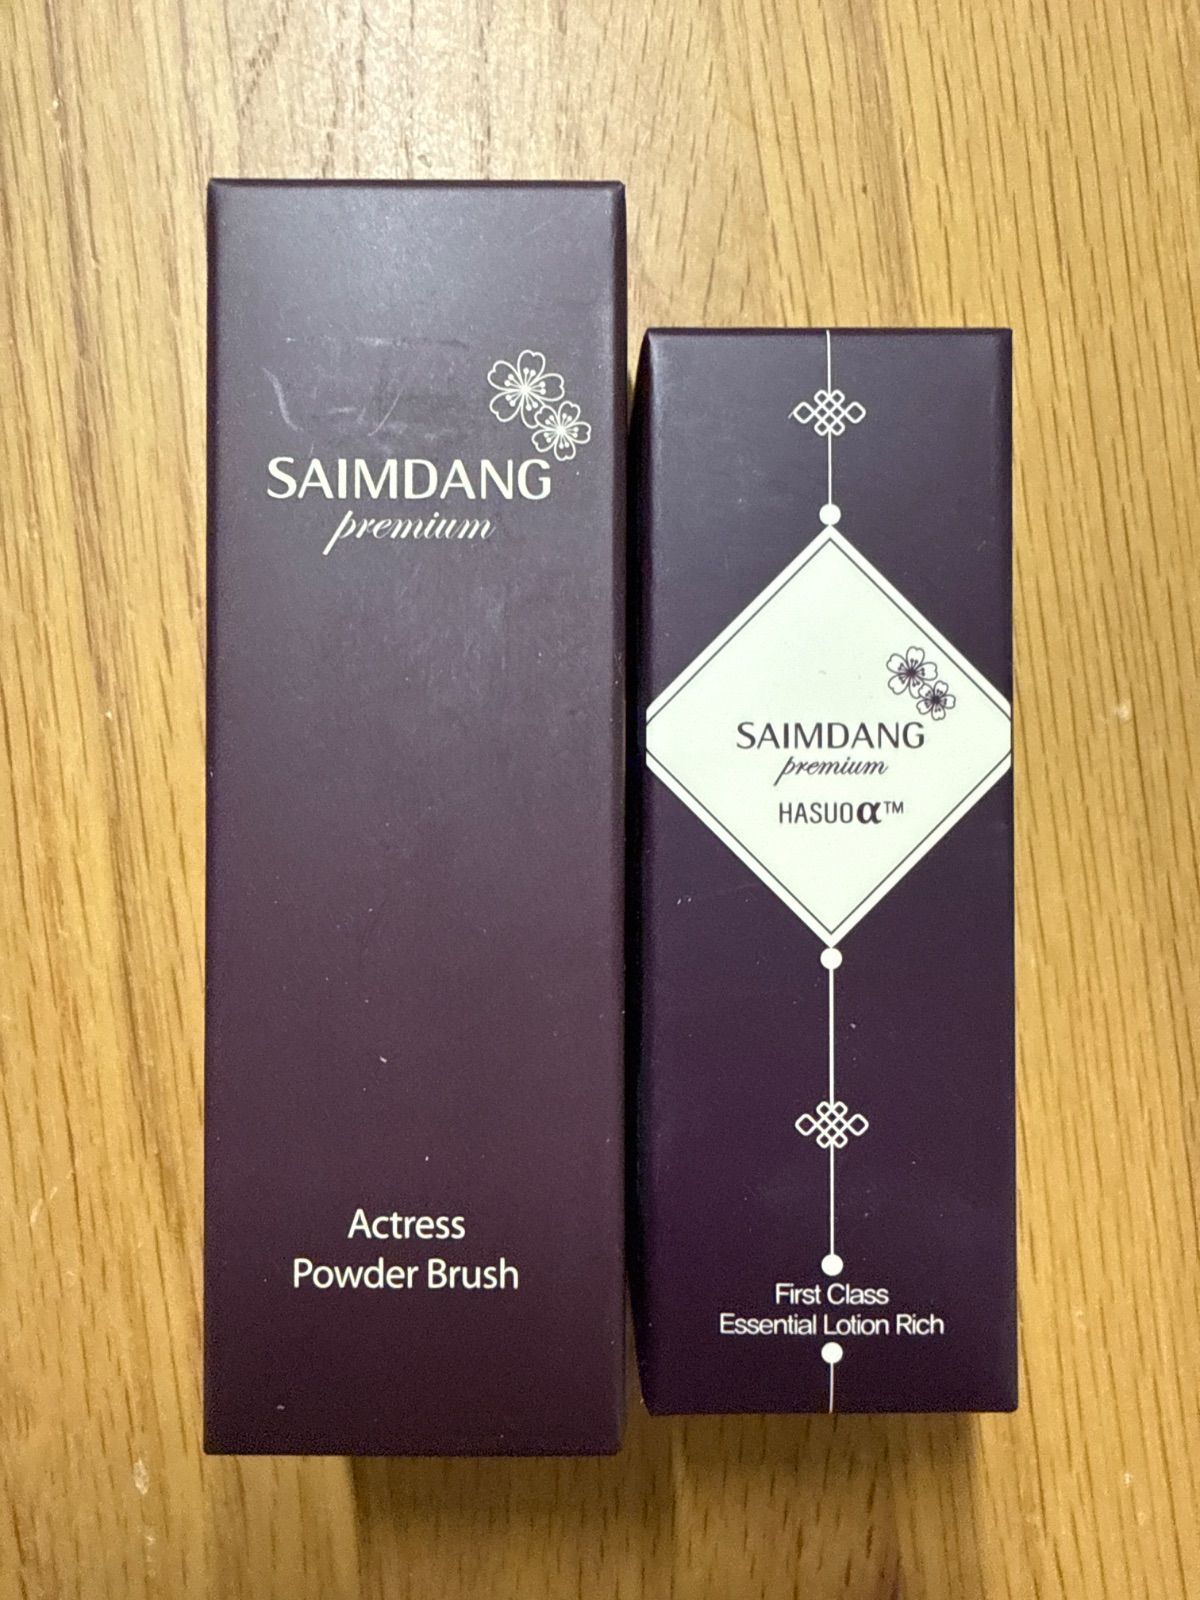 SAIMDANG
premium
Actress
Powder Brush
SAIMDANG
premium
HASUOα™
First Class
Essential Lotion Rich